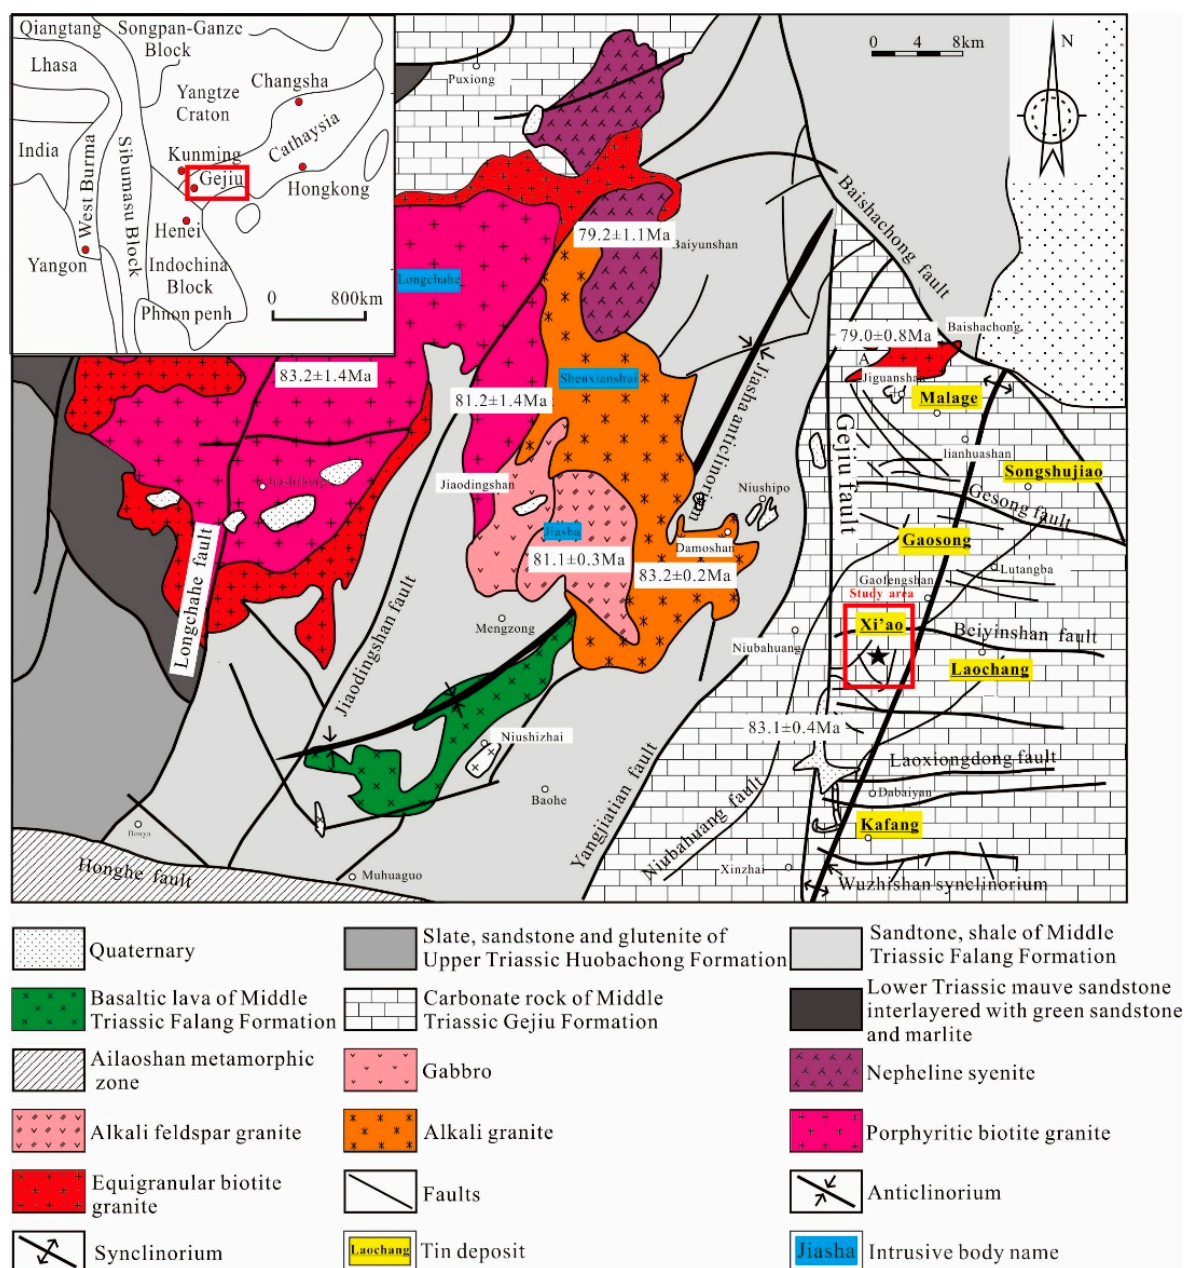 Qiangtang
Songpan-Ganze
Block
Lhasa
Yangtze
Craton
Changsha
India
West Burma
Sibumasu Block
Cathaysia
Kunming
Gejiu
Hongkong
Henei
Yangon
Indochina
Block
Phnon penh
0 800km
Puxiong
0 4 8km
N
79.2±1.1Ma
Baiyunshan
Baishachong fault
Longchahe
83.2±1.4Ma
81.2±1.4Ma
Shenxianshai
Jiasha anticlinorim
79.0±0.8Ma
Baishachong
A
Jiguanshan
Malage
Gejiu fault
Iianhuashan
Songshujiao
Gesong fault
Jiaodingshan
Niushipo
Jiasha
81.1±0.3Ma
Damoshan
83.2±0.2Ma
Gaosong
Lutangba
Gaofengshan
Study area
Xi'ao
Beiyinshan fault
Laochang
Longchahe fault
Jiaodingshan fault
Mengzong
Niubahuang
83.1±0.4Ma
Niushizhai
Baohe
Yangjiatian fault
Niubahuang fault
Laoxiongdong fault
Dabaiyan
Kafang
Honghe fault
Muhuaguo
Xinzhai
Wuzhishan synclinorium
Quaternary
Slate, sandstone and glutenite of
Upper Triassic Huobachong Formation
Sandtone, shale of Middle
Triassic Falang Formation
Basaltic lava of Middle
Triassic Falang Formation
Carbonate rock of Middle
Triassic Gejiu Formation
Lower Triassic mauve sandstone
interlayered with green sandstone
and marlite
Ailaoshan metamorphic
zone
Gabbro
Nepheline syenite
Alkali feldspar granite
Alkali granite
Porphyritic biotite granite
Equigranular biotite
granite
Faults
Anticlinorium
Synclinorium
Laochang
Tin deposit
Jiasha
Intrusive body name